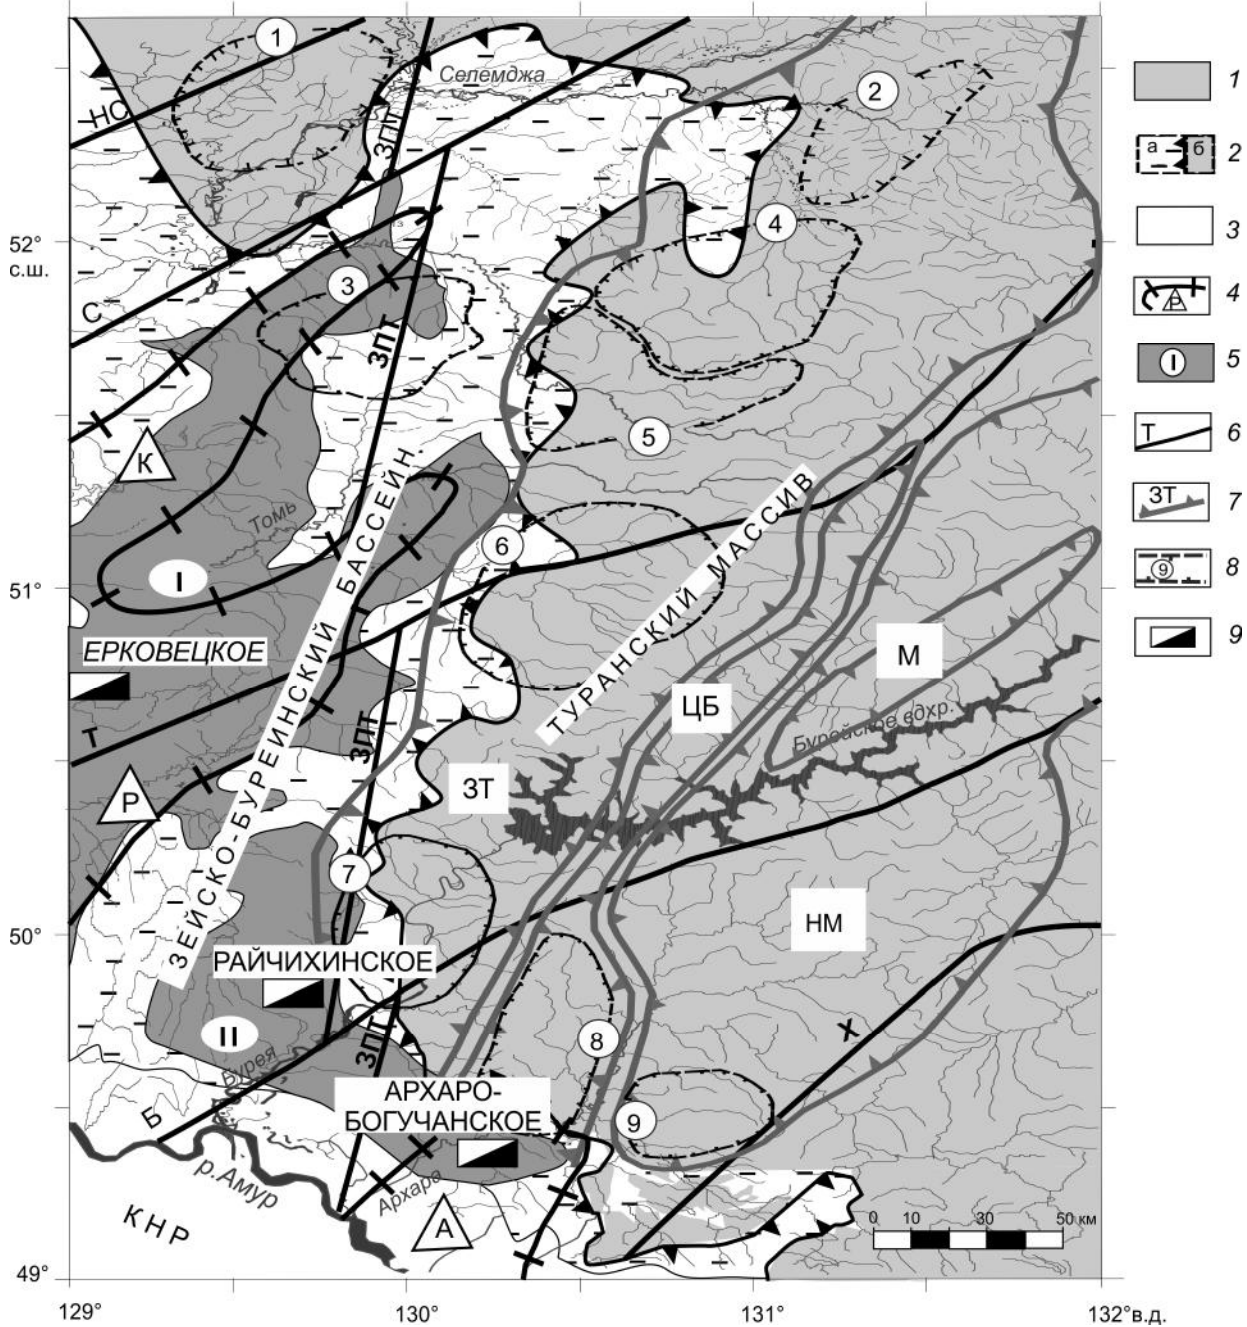 1
Селемджа
НС
ЗПТ
2
4
52°
с.ш.
3
С
ЗПТ
К
5
Томь
6
51°
I
ЗЕЙСКО-БУРЕИНСКИЙ БАССЕЙН
ТУРАНСКИЙ МАССИВ
ЕРКОВЕЦКОЕ
М
ЦБ
Бурейское вдхр.
Т
ЗПТ
ЗТ
Р
7
50°
НМ
РАЙЧИХИНСКОЕ
II
Х
8
ЗПТ
Бурея
АРХАРО-
БОГУЧАНСКОЕ
Б
9
р.Амур
Архара
КНР
А
0 10 30 50 км
49°
129° 130° 131° 132°в.д.
1
а б 2
3
Р 4
I 5
Т 6
ЗТ 7
9 8
9